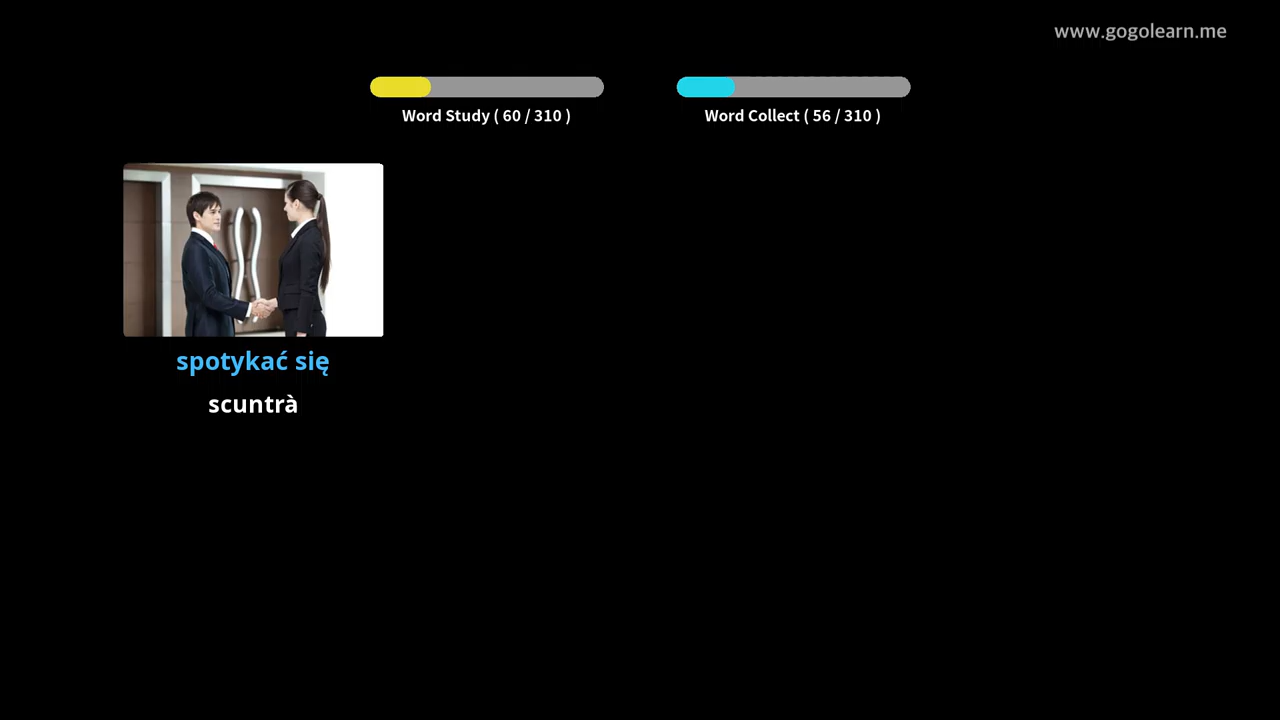 www.gogolearn.me
Word Study ( 60 / 310 )
Word Collect ( 56 / 310 )
spotykać się
scuntrà